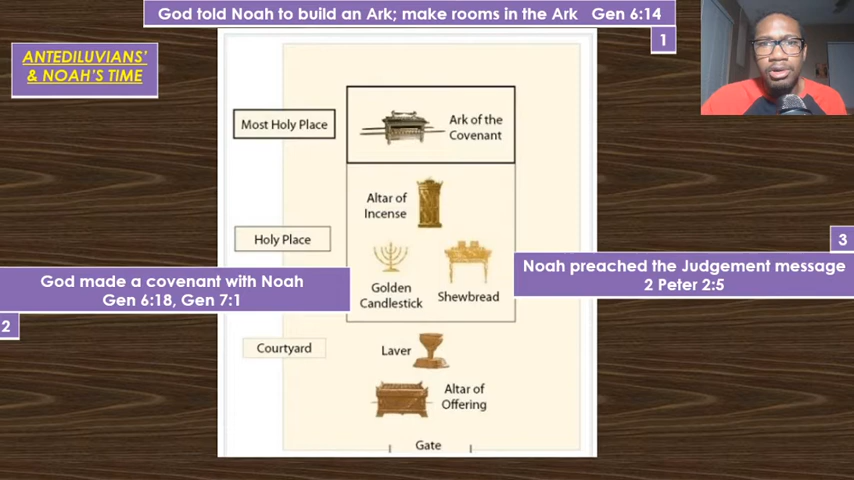 God told Noah to build an Ark; make rooms in the Ark   Gen 6:14
1
ANTEDILUVIANS'
& NOAH'S TIME
Most Holy Place
Ark of the
Covenant
Altar of
Incense
Holy Place
3
Noah preached the Judgement message
2 Peter 2:5
God made a covenant with Noah
Gen 6:18, Gen 7:1
2
Golden
Candlestick
Shewbread
Courtyard
Laver
Altar of
Offering
Gate